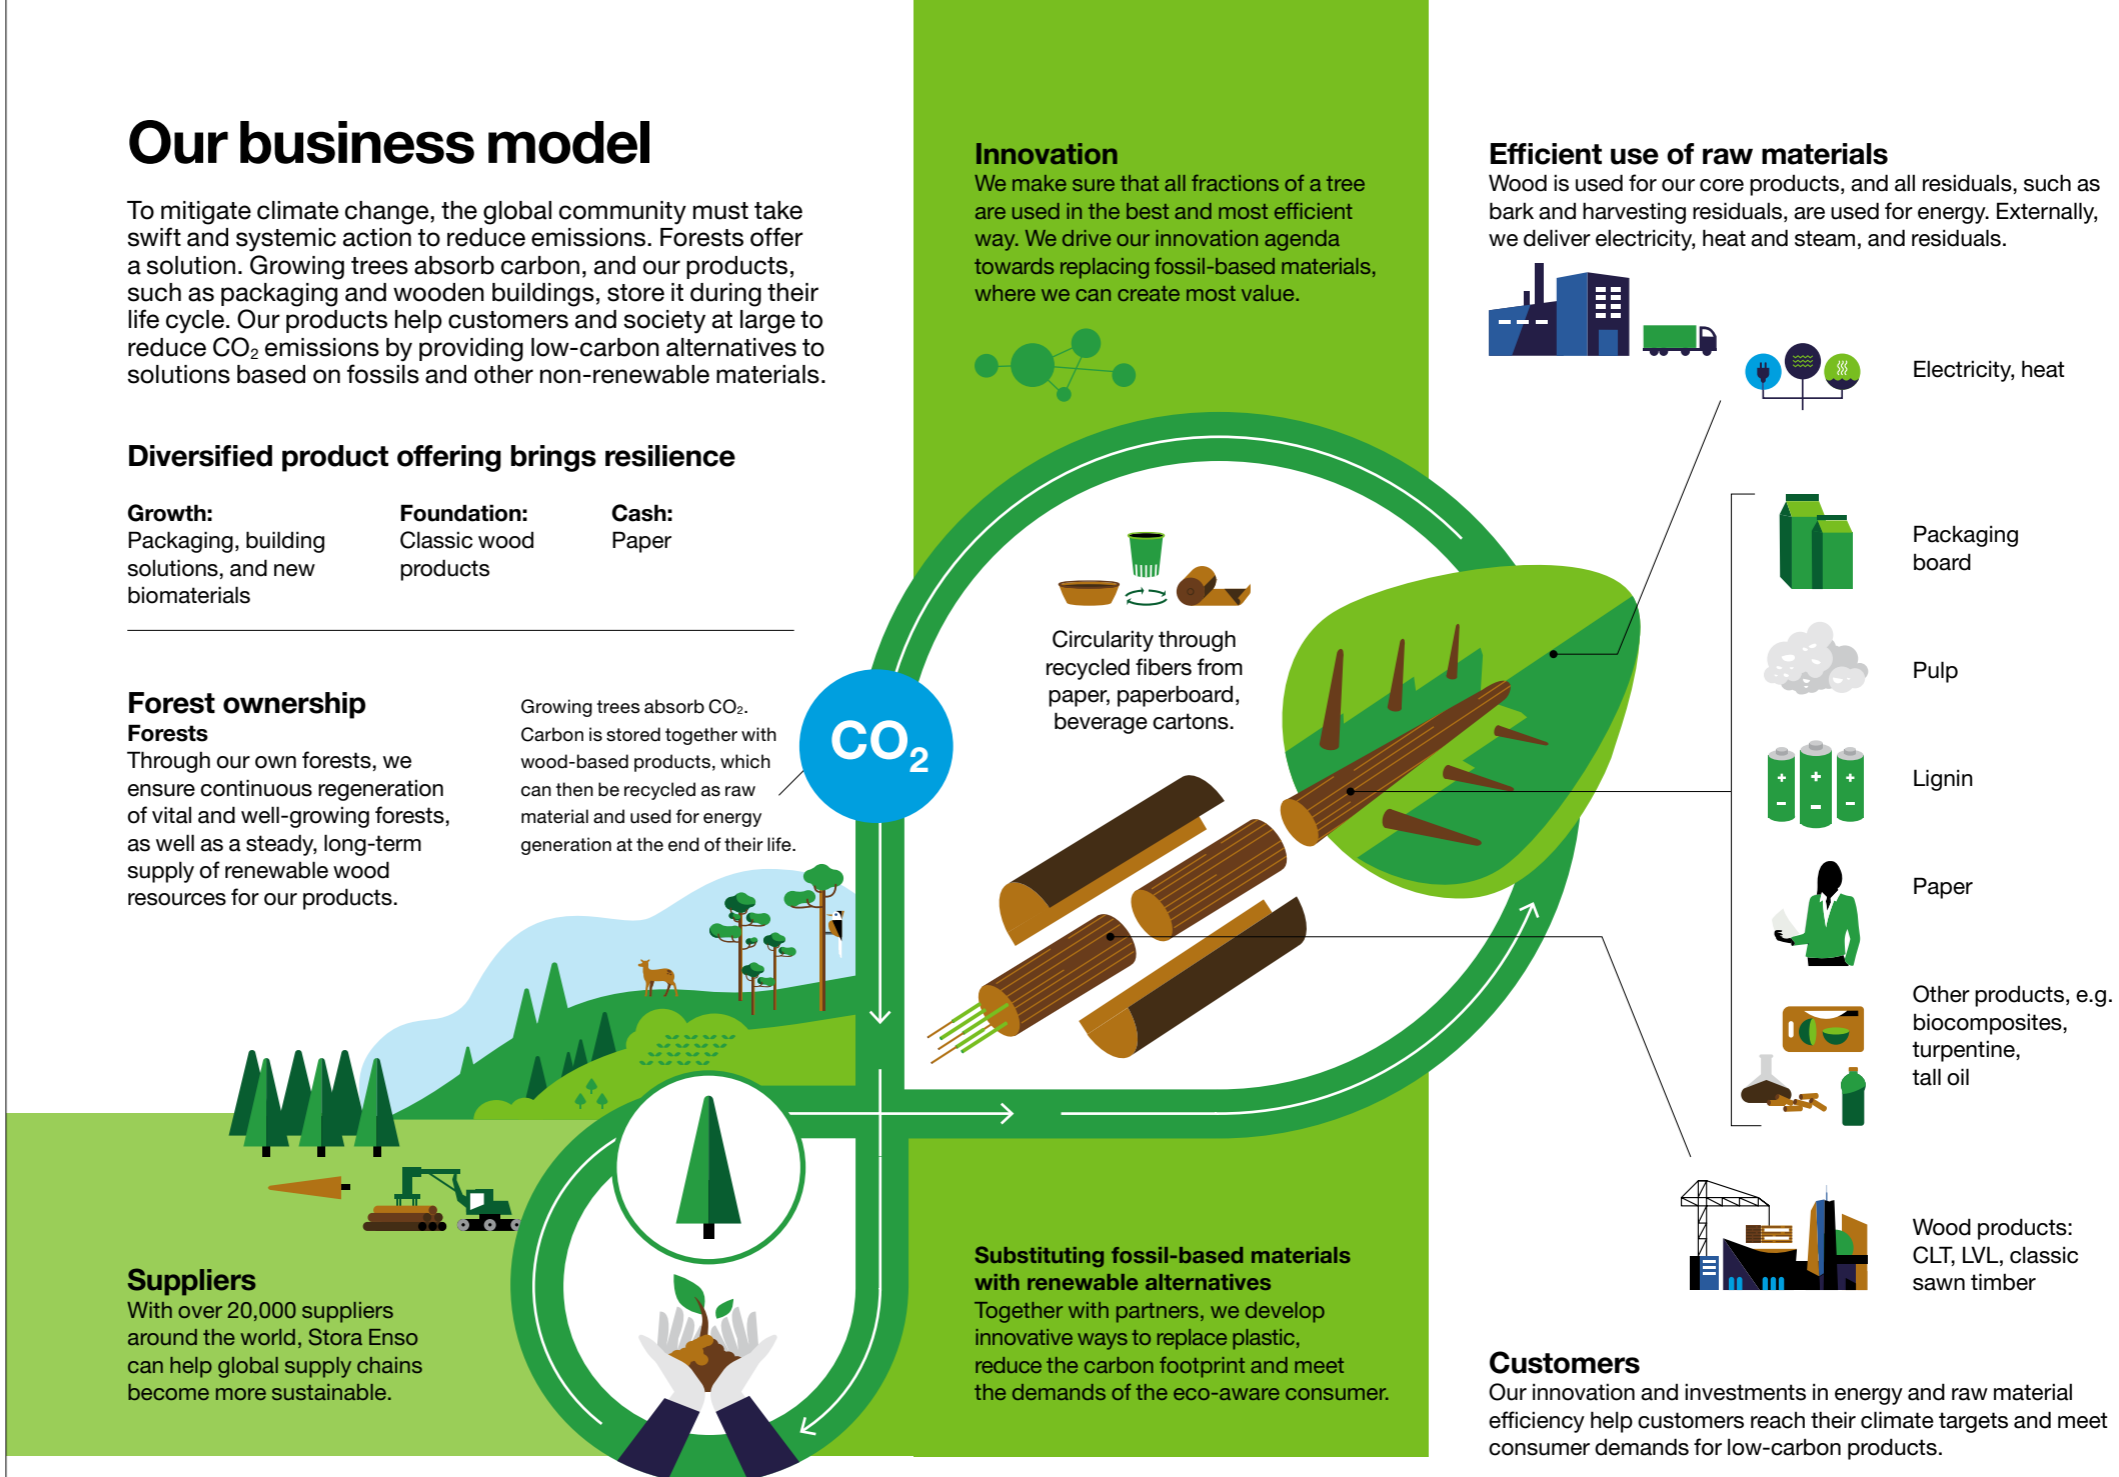 Our business model
To mitigate climate change, the global community must take
swift and systemic action to reduce emissions. Forests offer
a solution. Growing trees absorb carbon, and our products,
such as packaging and wooden buildings, store it during their
life cycle. Our products help customers and society at large to
reduce CO₂ emissions by providing low-carbon alternatives to
solutions based on fossils and other non-renewable materials.
Diversified product offering brings resilience
Growth:
Packaging, building
solutions, and new
biomaterials
Foundation:
Classic wood
products
Cash:
Paper
Forest ownership
Forests
Through our own forests, we
ensure continuous regeneration
of vital and well-growing forests,
as well as a steady, long-term
supply of renewable wood
resources for our products.
Growing trees absorb CO₂.
Carbon is stored together with
wood-based products, which
can then be recycled as raw
material and used for energy
generation at the end of their life.
CO₂
Suppliers
With over 20,000 suppliers
around the world, Stora Enso
can help global supply chains
become more sustainable.
Innovation
We make sure that all fractions of a tree
are used in the best and most efficient
way. We drive our innovation agenda
towards replacing fossil-based materials,
where we can create most value.
Circularity through
recycled fibers from
paper, paperboard,
beverage cartons.
Substituting fossil-based materials
with renewable alternatives
Together with partners, we develop
innovative ways to replace plastic,
reduce the carbon footprint and meet
the demands of the eco-aware consumer.
Efficient use of raw materials
Wood is used for our core products, and all residuals, such as
bark and harvesting residuals, are used for energy. Externally,
we deliver electricity, heat and steam, and residuals.
Electricity, heat
Packaging
board
Pulp
Lignin
Paper
Other products, e.g.
biocomposites,
turpentine,
tall oil
Wood products:
CLT, LVL, classic
sawn timber
Customers
Our innovation and investments in energy and raw material
efficiency help customers reach their climate targets and meet
consumer demands for low-carbon products.